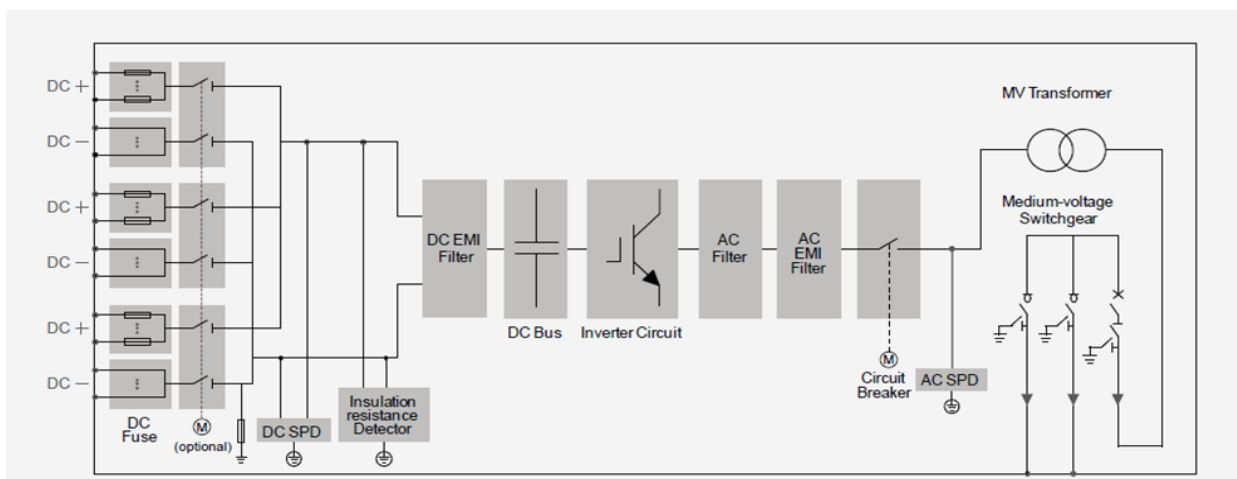 DC +
DC −
DC +
DC −
DC +
DC −
DC
Fuse
M
(optional)
DC SPD
Insulation
resistance
Detector
DC EMI
Filter
DC Bus
Inverter Circuit
AC
Filter
AC
EMI
Filter
M
Circuit
Breaker
AC SPD
MV Transformer
Medium-voltage
Switchgear